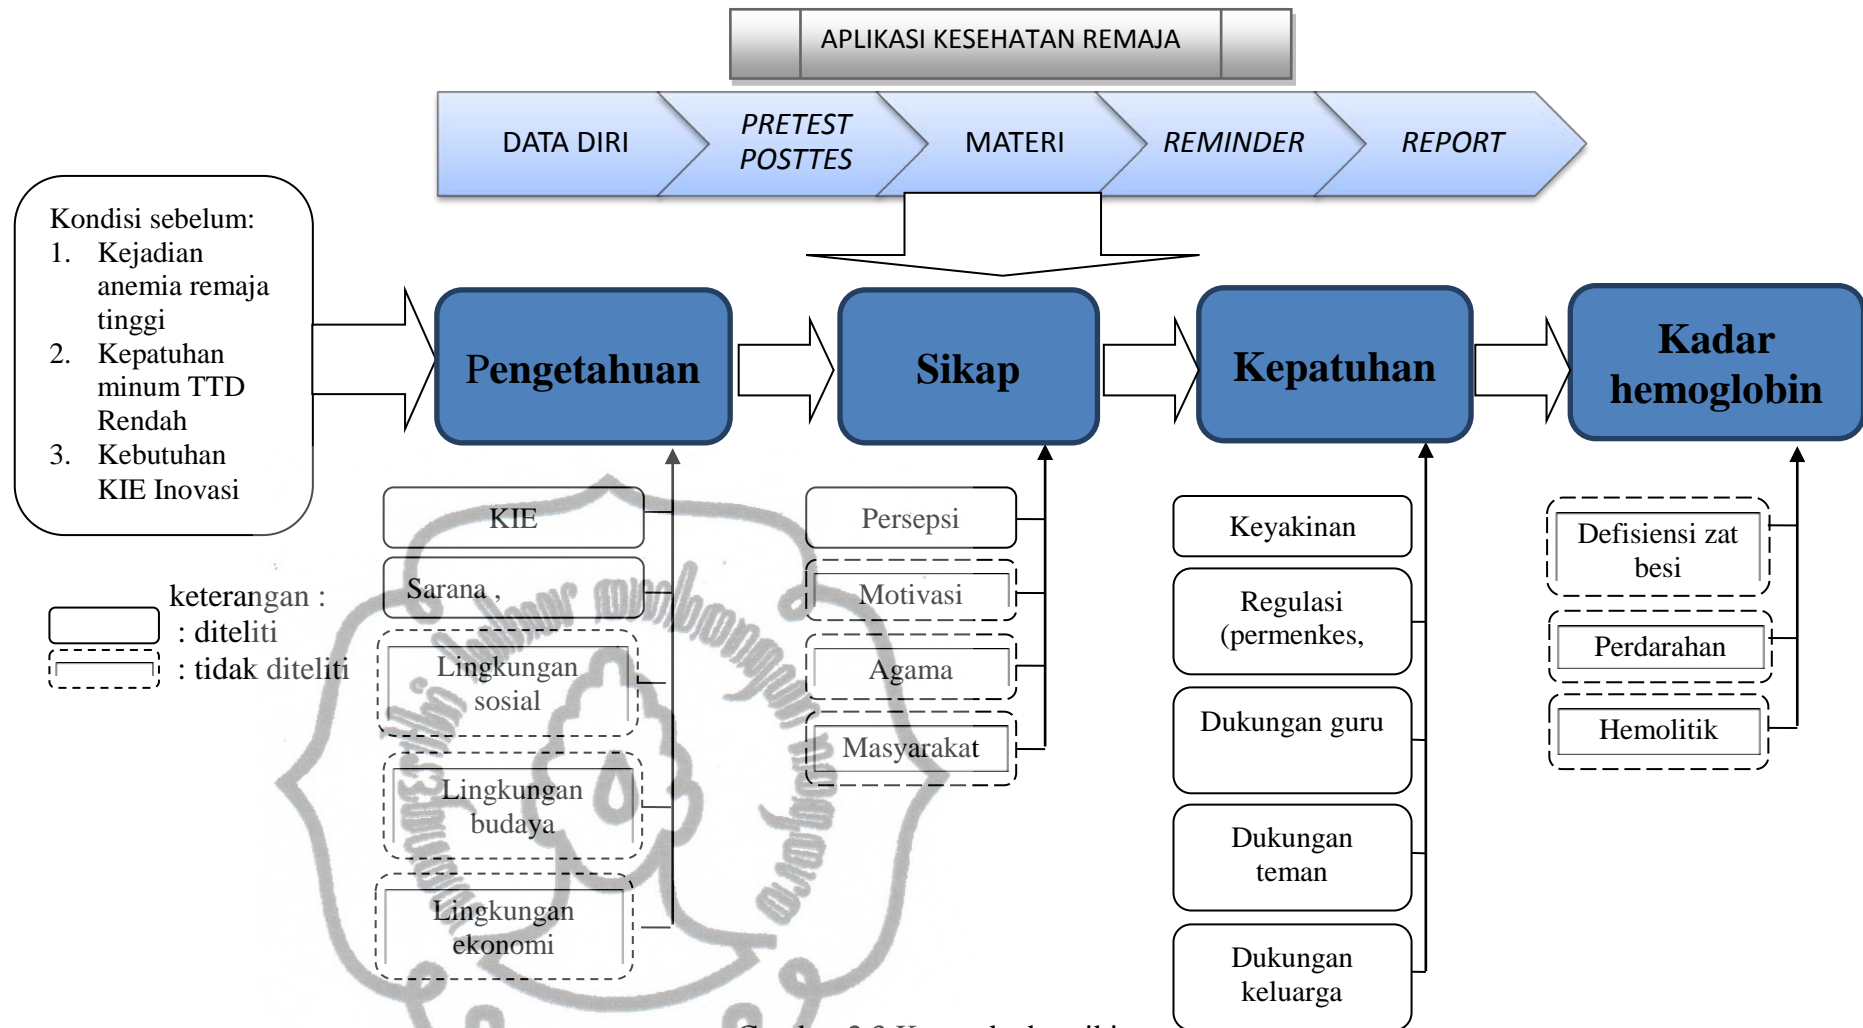 APLIKASI KESEHATAN REMAJA
DATA DIRI
PRETEST
POSTTES
MATERI
REMINDER
REPORT
Kondisi sebelum:
1. Kejadian
anemia remaja
tinggi
2. Kepatuhan
minum TTD
Rendah
3. Kebutuhan
KIE Inovasi
Pengetahuan
Sikap
Kepatuhan
Kadar
hemoglobin
KIE
Sarana ,
Lingkungan
sosial
Lingkungan
budaya
Lingkungan
ekonomi
Persepsi
Motivasi
Agama
Masyarakat
Keyakinan
Regulasi
(permenkes,
Dukungan guru
Dukungan
teman
Dukungan
keluarga
Defisiensi zat
besi
Perdarahan
Hemolitik
keterangan :
: diteliti
: tidak diteliti